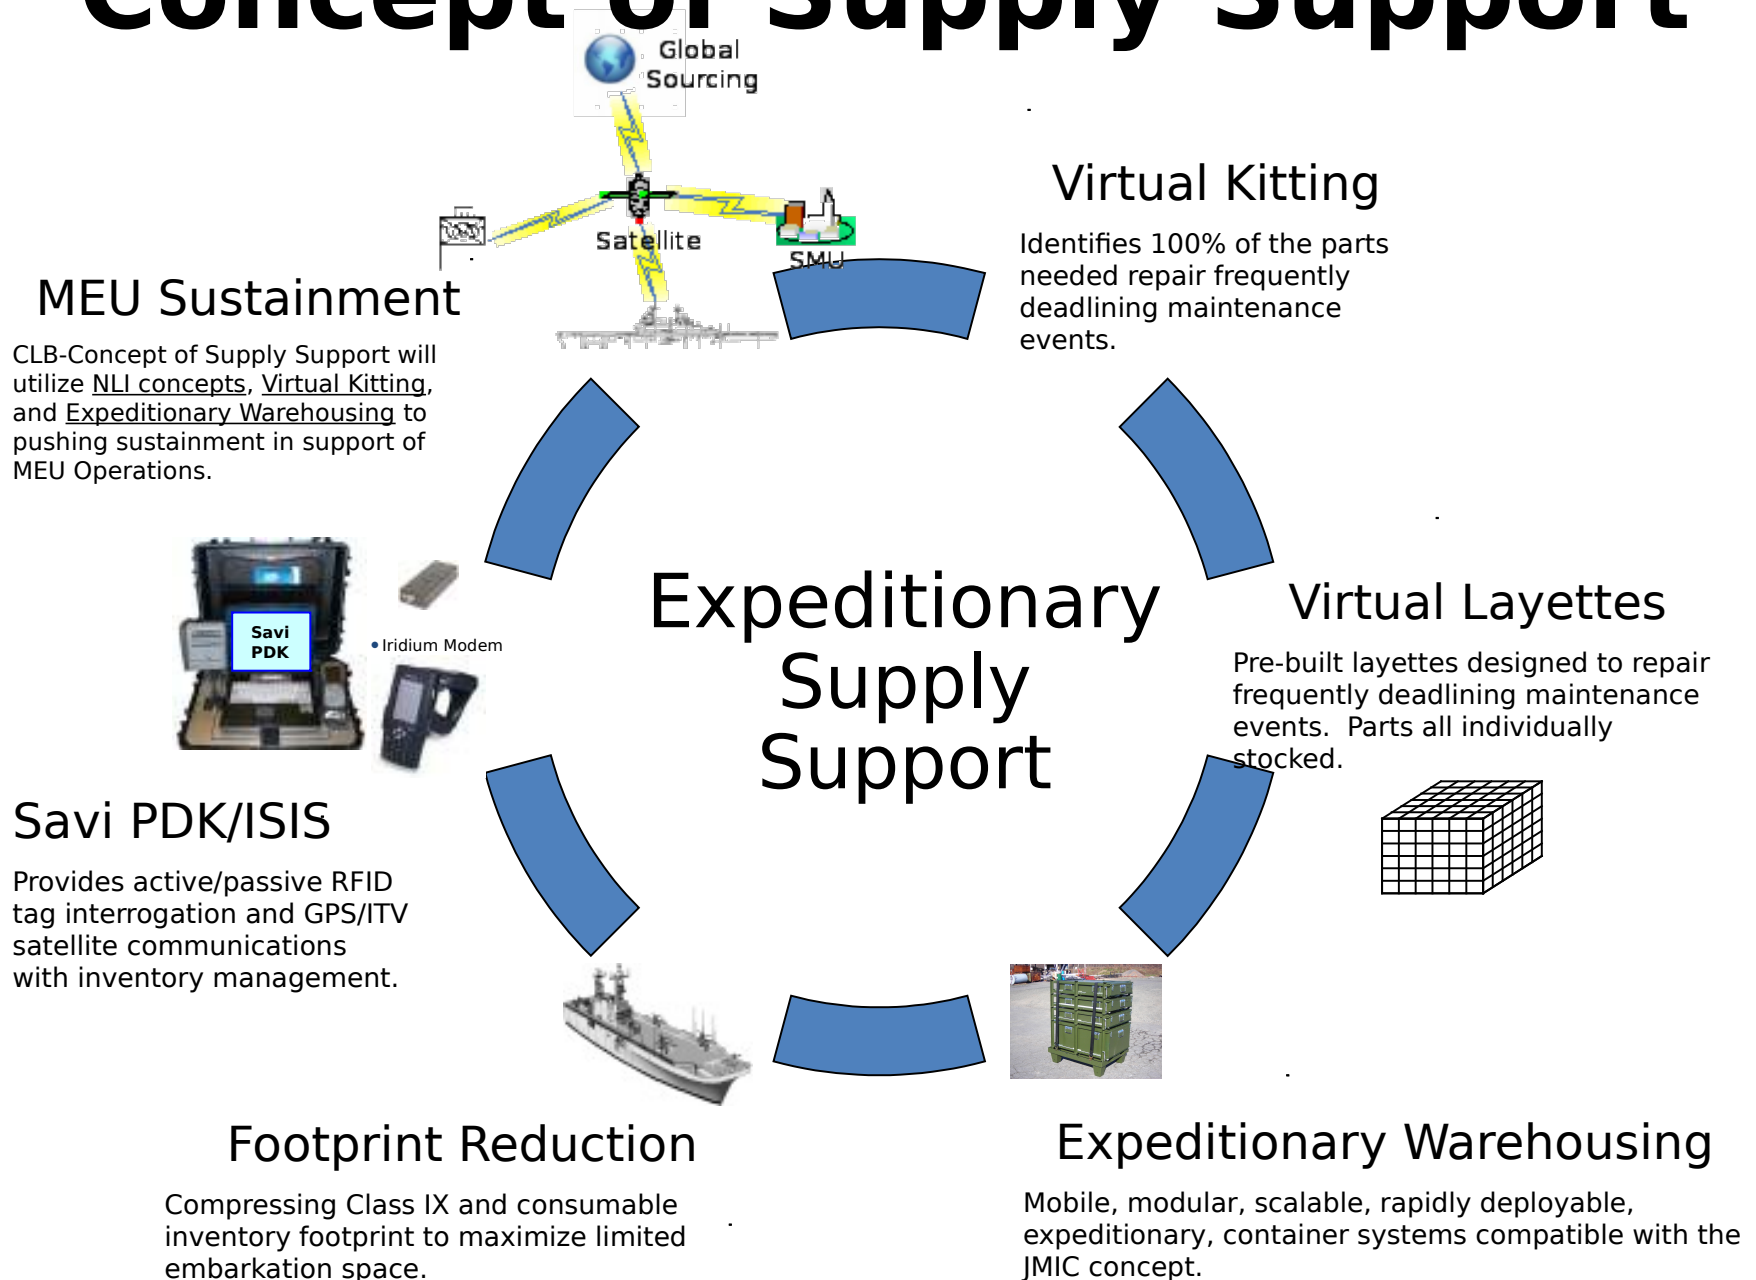 Concept of Supply Support
Global
Sourcing
Satellite
SMU
Virtual Kitting
Identifies 100% of the parts
needed repair frequently
deadlining maintenance
events.
MEU Sustainment
CLB-Concept of Supply Support will
utilize NLI concepts, Virtual Kitting,
and Expeditionary Warehousing to
pushing sustainment in support of
MEU Operations.
Savi
PDK
•Iridium Modem
Expeditionary
Supply
Support
Virtual Layettes
Pre-built layettes designed to repair
frequently deadlining maintenance
events.  Parts all individually
stocked.
Savi PDK/ISIS
Provides active/passive RFID
tag interrogation and GPS/ITV
satellite communications
with inventory management.
Footprint Reduction
Compressing Class IX and consumable
inventory footprint to maximize limited
embarkation space.
Expeditionary Warehousing
Mobile, modular, scalable, rapidly deployable,
expeditionary, container systems compatible with the
JMIC concept.